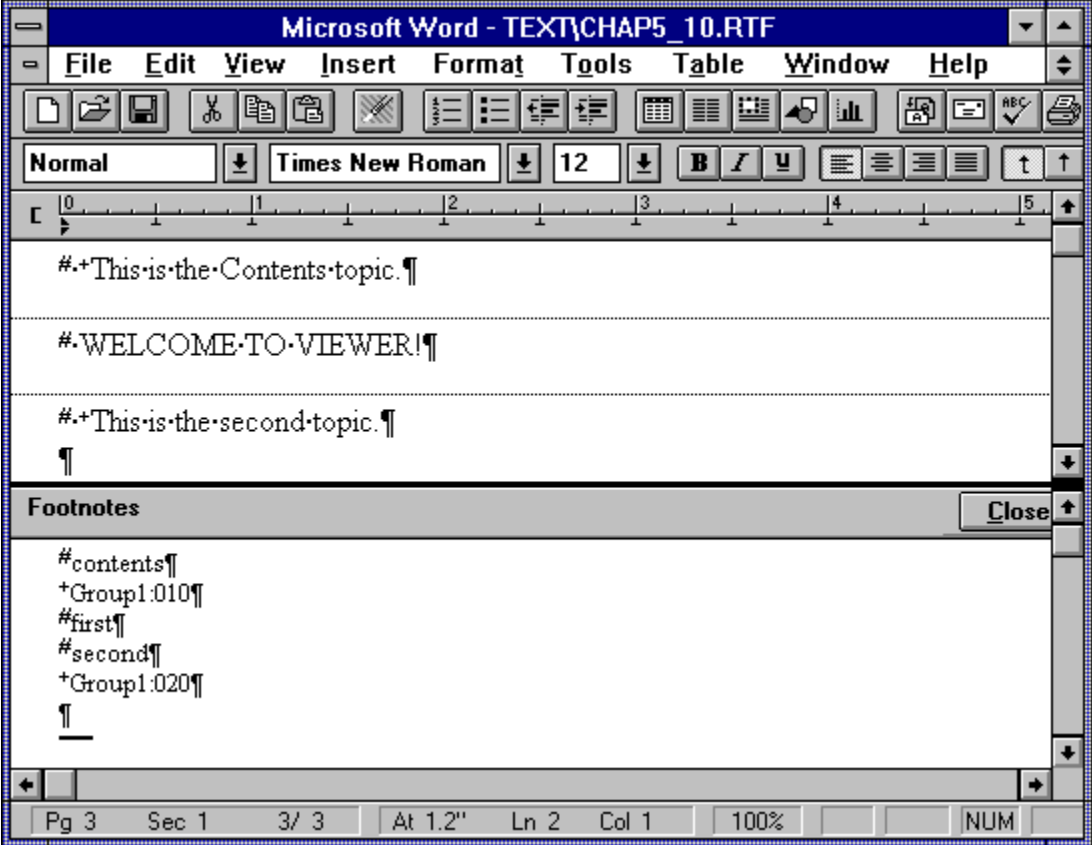 Microsoft Word - TEXT\CHAP5_10.RTF
File Edit View Insert Format Tools Table Window Help
Normal Times New Roman 12 B I u
0 1 2 3 4 5
#·+This·is·the·Contents·topic.¶
#·WELCOME·TO·VIEWER!¶
#·+This·is·the·second·topic.¶
¶
Footnotes Close
#contents¶
+Group1:010¶
#first¶
#second¶
+Group1:020¶
¶
Pg 3 Sec 1 3/ 3 At 1.2" Ln 2 Col 1 100% NUM